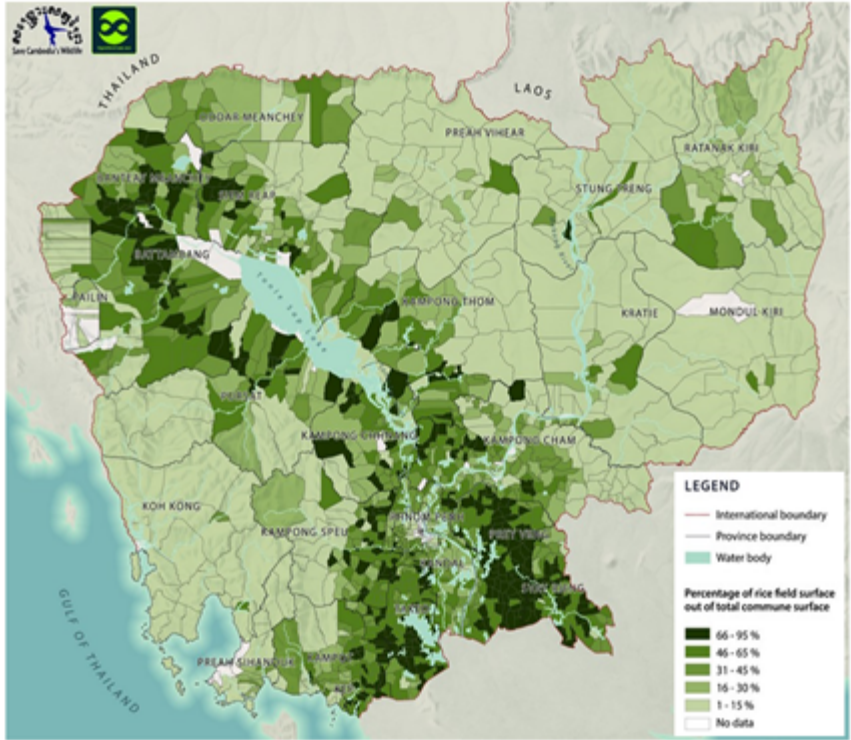 Save Cambodia's Wildlife
THAILAND
LAOS
ODDAR MEANCHEY
PREAH VIHEAR
RATANAK KIRI
BANTEAY MEANCHEY
SIEM REAP
STUNG TRENG
BATTAMBANG
Tonle Sap Lake
PAILIN
KAMPONG THOM
KRATIE
MONDUL KIRI
PURSAT
KAMPONG CHHNANG
KAMPONG CHAM
KOH KONG
PHNOM PENH
KAMPONG SPEU
PREY VENG
KANDAL
SVAY RIENG
TAKEO
GULF OF THAILAND
PREAH SIHANOUK
KAMPOT
KEP
LEGEND
International boundary
Province boundary
Water body
Percentage of rice field surface
out of total commune surface
66 - 95 %
46 - 65 %
31 - 45 %
16 - 30 %
1 - 15 %
No data